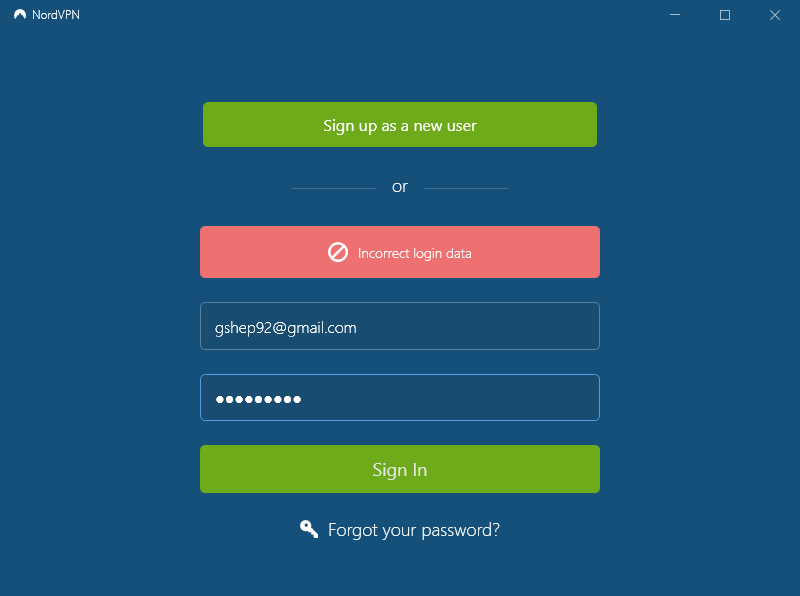 NordVPN
Sign up as a new user
or
Incorrect login data
gshep92@gmail.com
●●●●●●●●●
Sign In
Forgot your password?